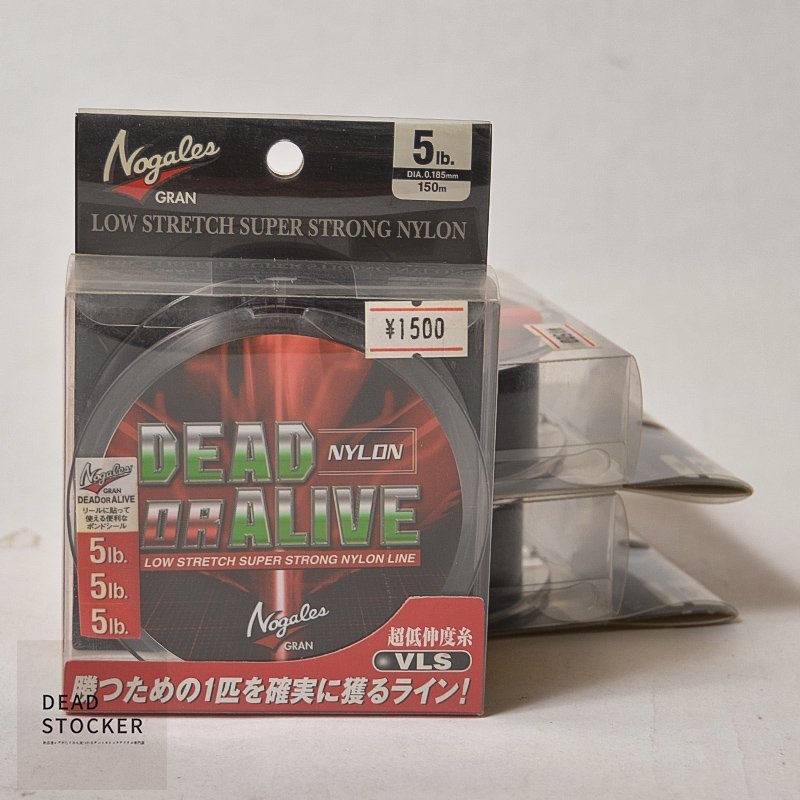 Nogales
GRAN
5lb.
DIA.0.185mm
150m
LOW STRETCH SUPER STRONG NYLON
¥1500
DEAD
NYLON
OR ALIVE
LOW STRETCH SUPER STRONG NYLON LINE
Nogales
GRAN
DEAD OR ALIVE
リールに貼って
使える便利な
ボンドシール
5lb.
5lb.
5lb.
Nogales
GRAN
超低伸度糸
VLS
勝つための1匹を確実に獲るライン!
DEAD
STOCKER